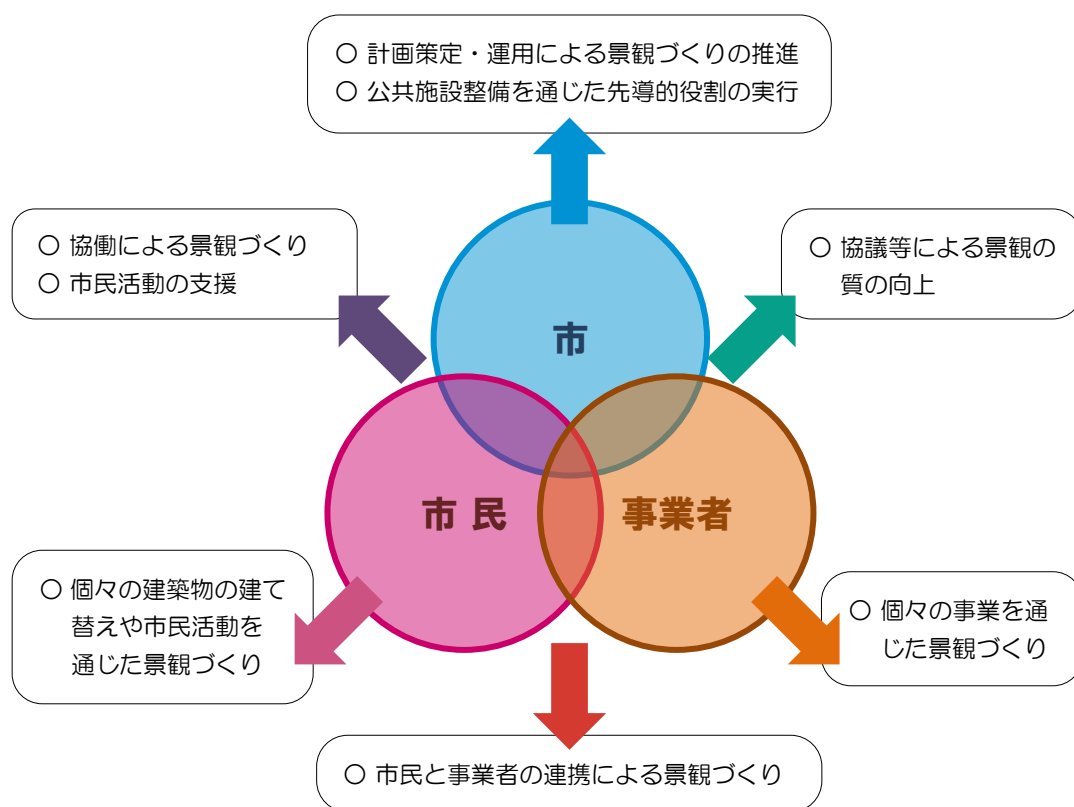 ○ 計画策定・運用による景観づくりの推進
○ 公共施設整備を通じた先導的役割の実行
○ 協働による景観づくり
○ 市民活動の支援
○ 協議等による景観の
質の向上
市
市民
事業者
○ 個々の建築物の建て
替えや市民活動を
通じた景観づくり
○ 個々の事業を通
じた景観づくり
○ 市民と事業者の連携による景観づくり